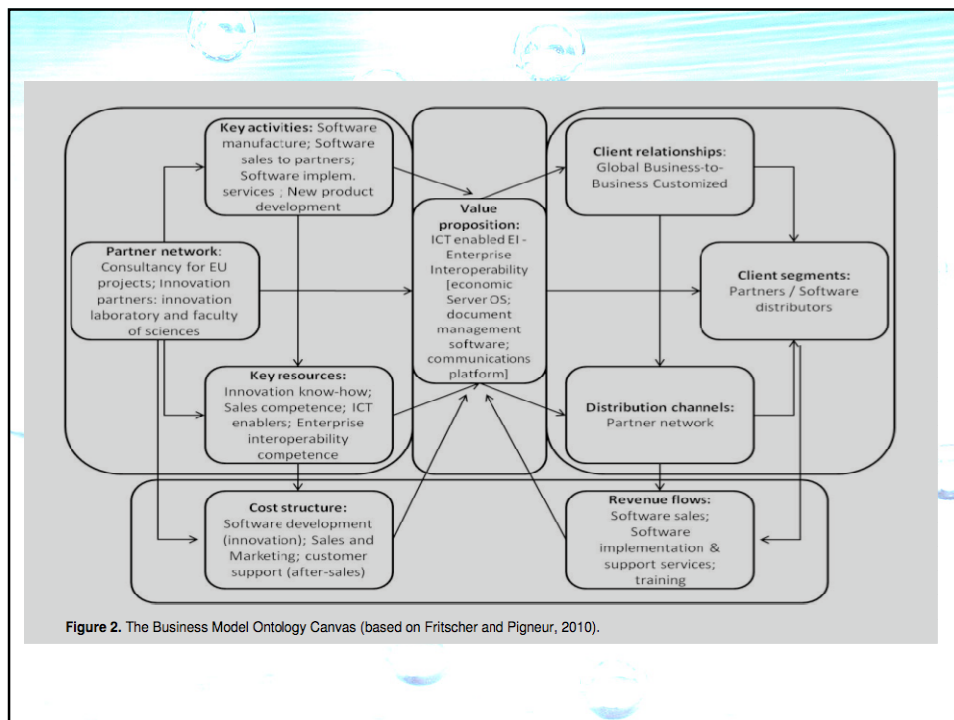 Key activities: Software
manufacture; Software
sales to partners;
Software implem.
services ; New product
development
Partner network:
Consultancy for EU
projects; Innovation
partners: innovation
laboratory and faculty
of sciences
Key resources:
Innovation know-how;
Sales competence; ICT
enablers; Enterprise
interoperability
competence
Value
proposition:
ICT enabled EI -
Enterprise
Interoperability
[economic
Server OS;
document
management
software;
communications
platform]
Client relationships:
Global Business-to-
Business Customized
Client segments:
Partners / Software
distributors
Distribution channels:
Partner network
Cost structure:
Software development
(innovation); Sales and
Marketing; customer
support (after-sales)
Revenue flows:
Software sales;
Software
implementation &
support services;
training
Figure 2. The Business Model Ontology Canvas (based on Fritscher and Pigneur, 2010).